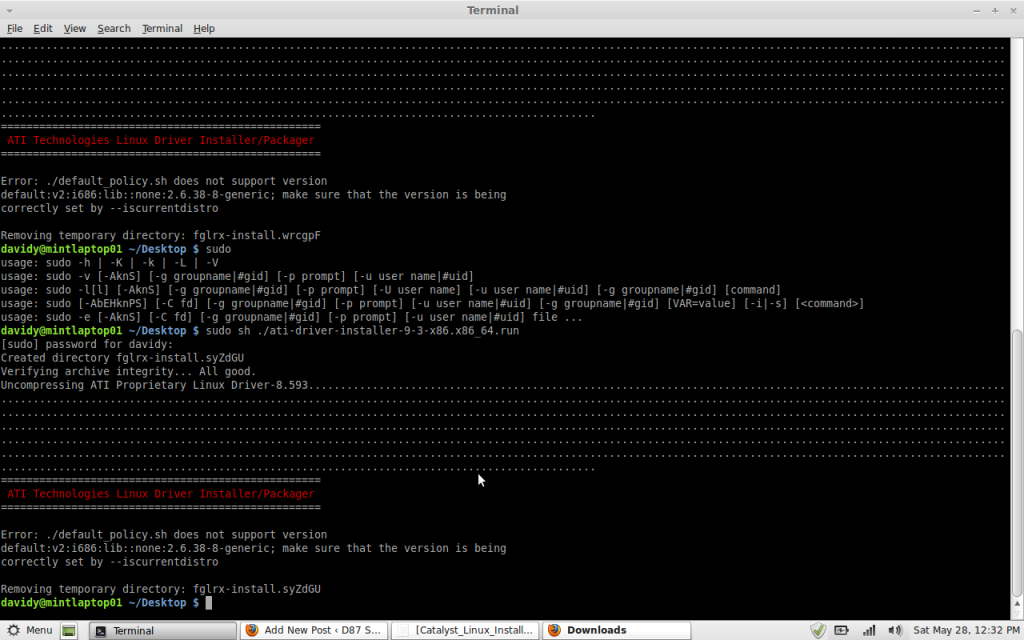 Terminal
File Edit View Search Terminal Help
................................................................................................................................................................
................................................................................................................................................................
................................................................................................................................................................
................................................................................................................................................................
................................................................................................................................................................
.............................................................................................
==================================================
ATI Technologies Linux Driver Installer/Packager
==================================================
Error: ./default_policy.sh does not support version
default:v2:i686:lib::none:2.6.38-8-generic; make sure that the version is being
correctly set by --iscurrentdistro
Removing temporary directory: fglrx-install.wrcgpF
davidy@mintlaptop01 ~/Desktop $ sudo
usage: sudo -h | -K | -k | -L | -V
usage: sudo -v [-AknS] [-g groupname|#gid] [-p prompt] [-u user name|#uid]
usage: sudo -l[l] [-AknS] [-g groupname|#gid] [-p prompt] [-U user name] [-u user name|#uid] [-g groupname|#gid] [command]
usage: sudo [-AbEHknPS] [-C fd] [-g groupname|#gid] [-p prompt] [-u user name|#uid] [-g groupname|#gid] [VAR=value] [-i|-s] [<command>]
usage: sudo -e [-AknS] [-C fd] [-g groupname|#gid] [-p prompt] [-u user name|#uid] file ...
davidy@mintlaptop01 ~/Desktop $ sudo sh ./ati-driver-installer-9-3-x86.x86_64.run
[sudo] password for davidy:
Created directory fglrx-install.syZdGU
Verifying archive integrity... All good.
Uncompressing ATI Proprietary Linux Driver-8.593.............................................................................................................
................................................................................................................................................................
................................................................................................................................................................
................................................................................................................................................................
................................................................................................................................................................
................................................................................................................................................................
.............................................................................................
==================================================
ATI Technologies Linux Driver Installer/Packager
==================================================
Error: ./default_policy.sh does not support version
default:v2:i686:lib::none:2.6.38-8-generic; make sure that the version is being
correctly set by --iscurrentdistro
Removing temporary directory: fglrx-install.syZdGU
davidy@mintlaptop01 ~/Desktop $
Menu Terminal Add New Post ‹ D87 S... [Catalyst_Linux_Install... Downloads Sat May 28, 12:32 PM